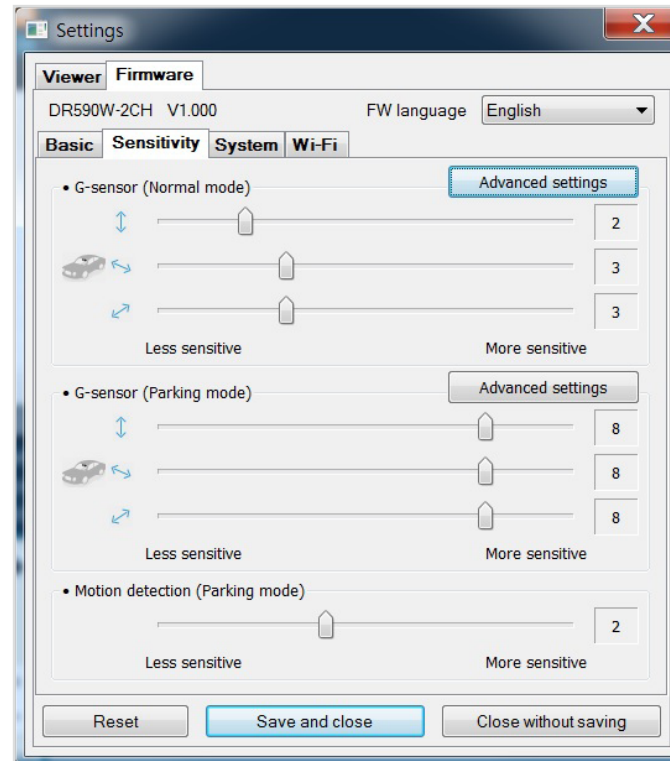 Settings
Viewer Firmware
DR590W-2CH V1.000 FW language English
Basic Sensitivity System Wi-Fi
• G-sensor (Normal mode) Advanced settings
2
3
3
Less sensitive More sensitive
• G-sensor (Parking mode) Advanced settings
8
8
8
Less sensitive More sensitive
• Motion detection (Parking mode)
2
Less sensitive More sensitive
Reset Save and close Close without saving